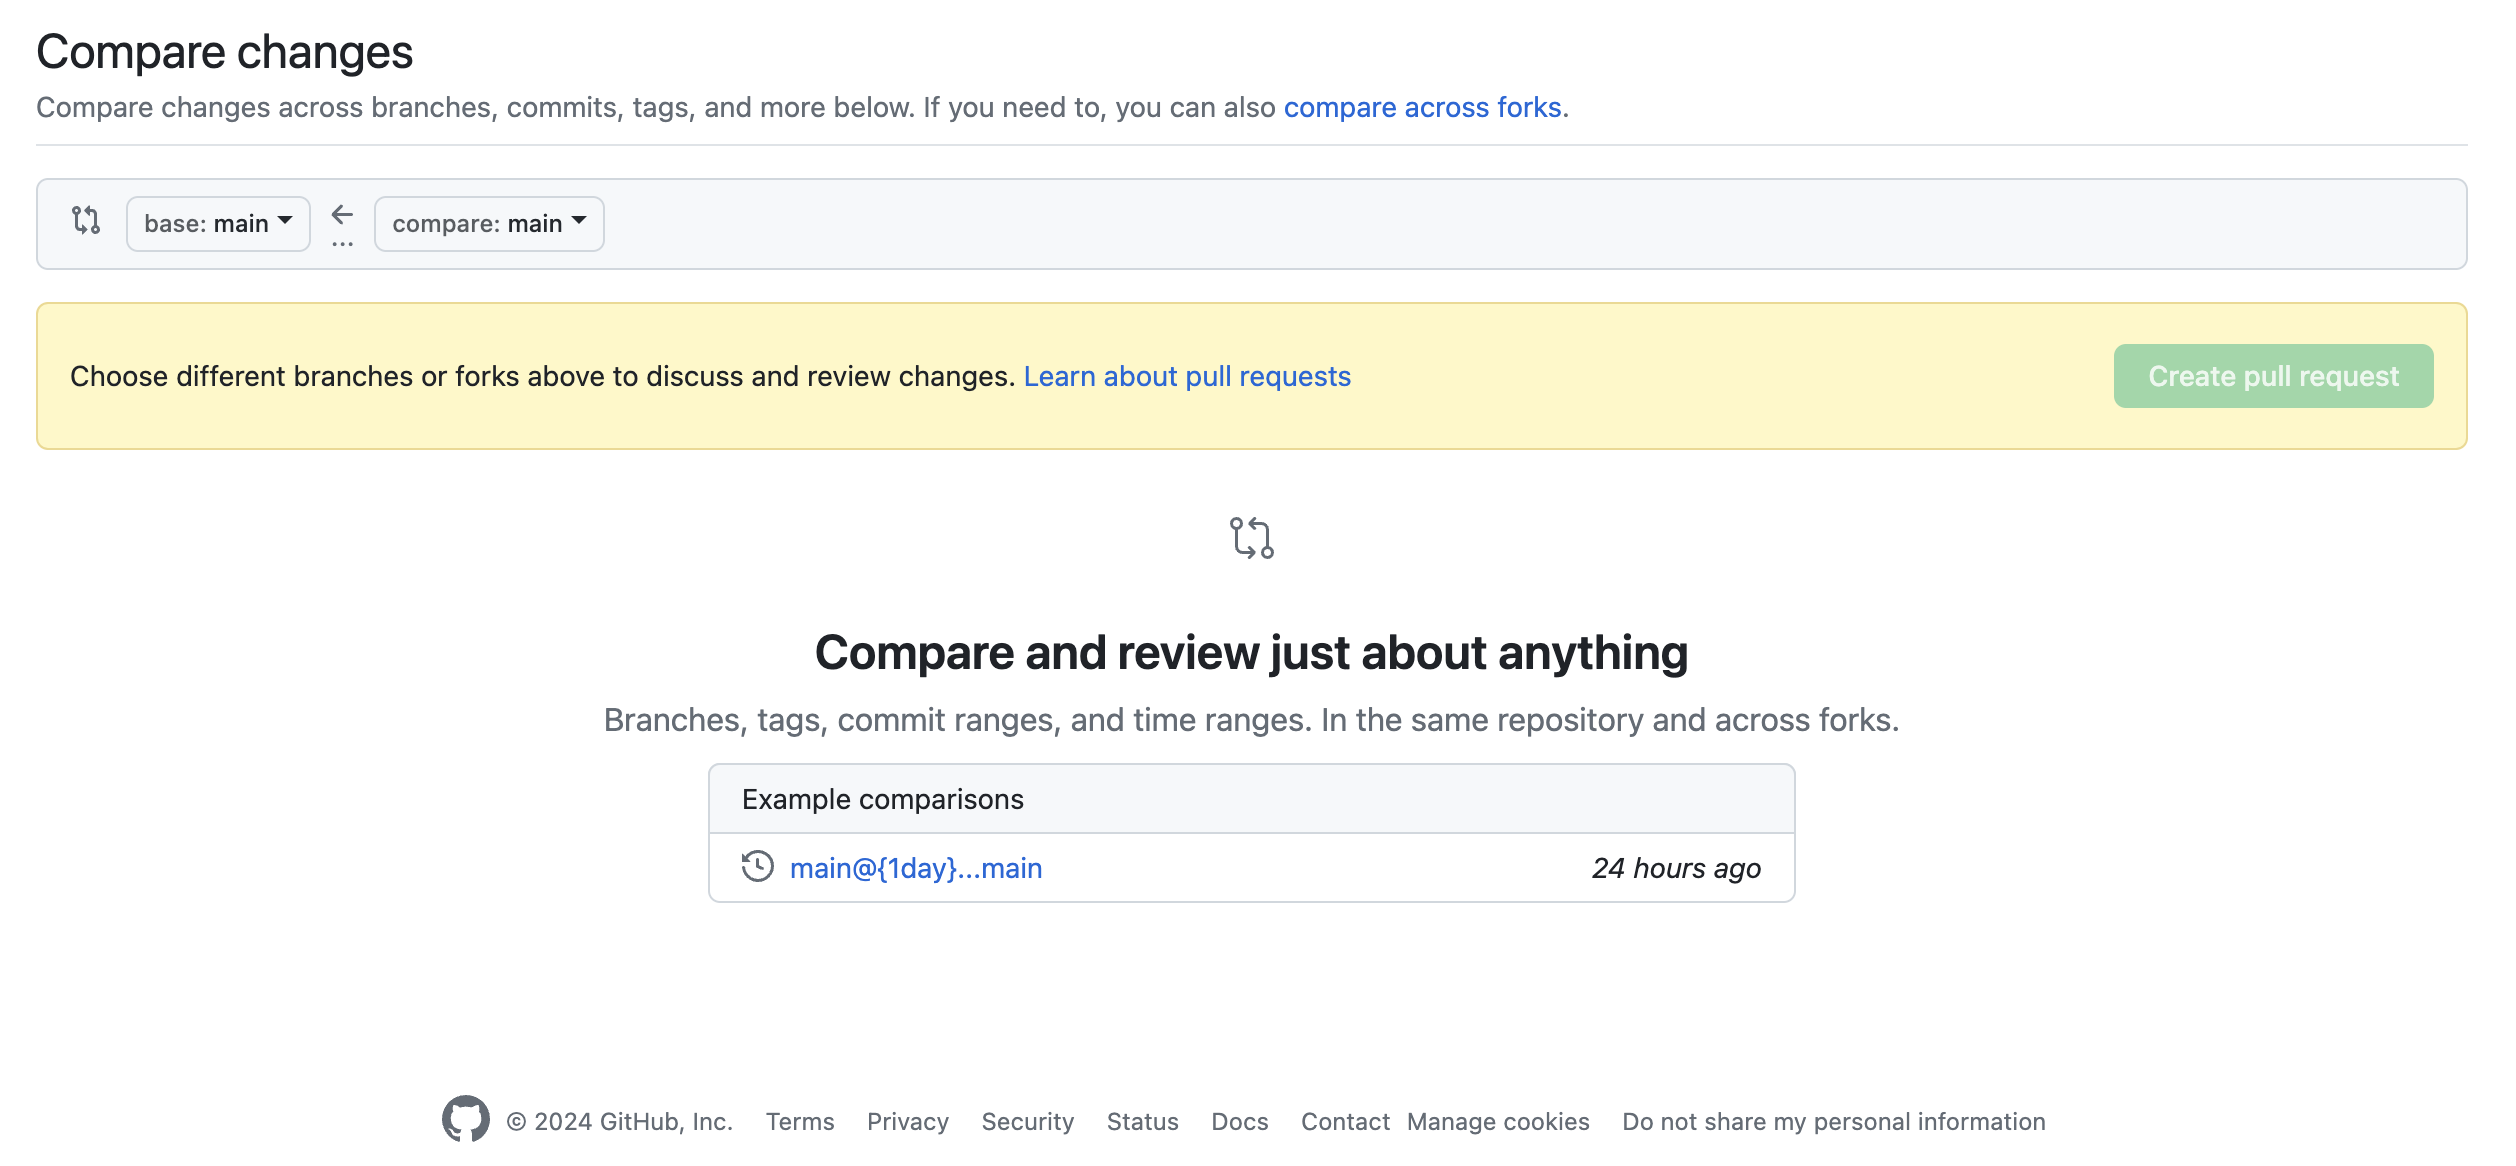 Compare changes
Compare changes across branches, commits, tags, and more below. If you need to, you can also compare across forks.
base: main ... compare: main
Choose different branches or forks above to discuss and review changes. Learn about pull requests Create pull request
Compare and review just about anything
Branches, tags, commit ranges, and time ranges. In the same repository and across forks.
Example comparisons
main@{1day}...main 24 hours ago
© 2024 GitHub, Inc. Terms Privacy Security Status Docs Contact Manage cookies Do not share my personal information